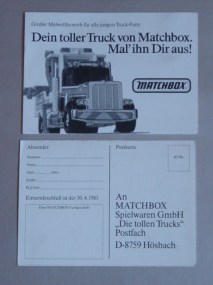 Großer Malwettbewerb für alle jungen Truck-Fans:
Dein toller Truck von Matchbox.
Mal' ihn Dir aus!
MATCHBOX
Absender
Postkarte
Einsendeschluß ist der 30.4.1985
An
MATCHBOX
Spielwaren GmbH
„Die tollen Trucks"
Postfach
D-8759 Hösbach